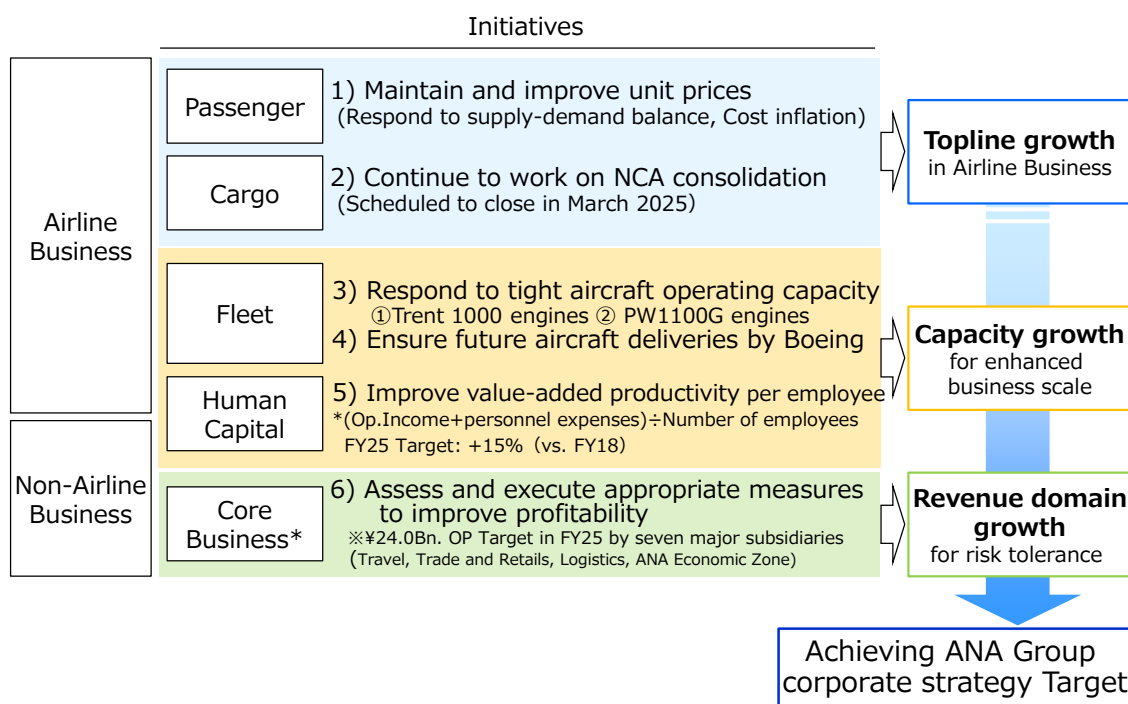 Initiatives
Airline
Business
Passenger
1) Maintain and improve unit prices
(Respond to supply-demand balance, Cost inflation)
Cargo
2) Continue to work on NCA consolidation
(Scheduled to close in March 2025)
Topline growth
in Airline Business
Fleet
3) Respond to tight aircraft operating capacity
①Trent 1000 engines ② PW1100G engines
4) Ensure future aircraft deliveries by Boeing
Human
Capital
5) Improve value-added productivity per employee
*(Op.Income+personnel expenses)÷Number of employees
FY25 Target: +15% (vs. FY18)
Capacity growth
for enhanced
business scale
Non-Airline
Business
Core
Business*
6) Assess and execute appropriate measures
to improve profitability
※¥24.0Bn. OP Target in FY25 by seven major subsidiaries
(Travel, Trade and Retails, Logistics, ANA Economic Zone)
Revenue domain
growth
for risk tolerance
Achieving ANA Group
corporate strategy Target